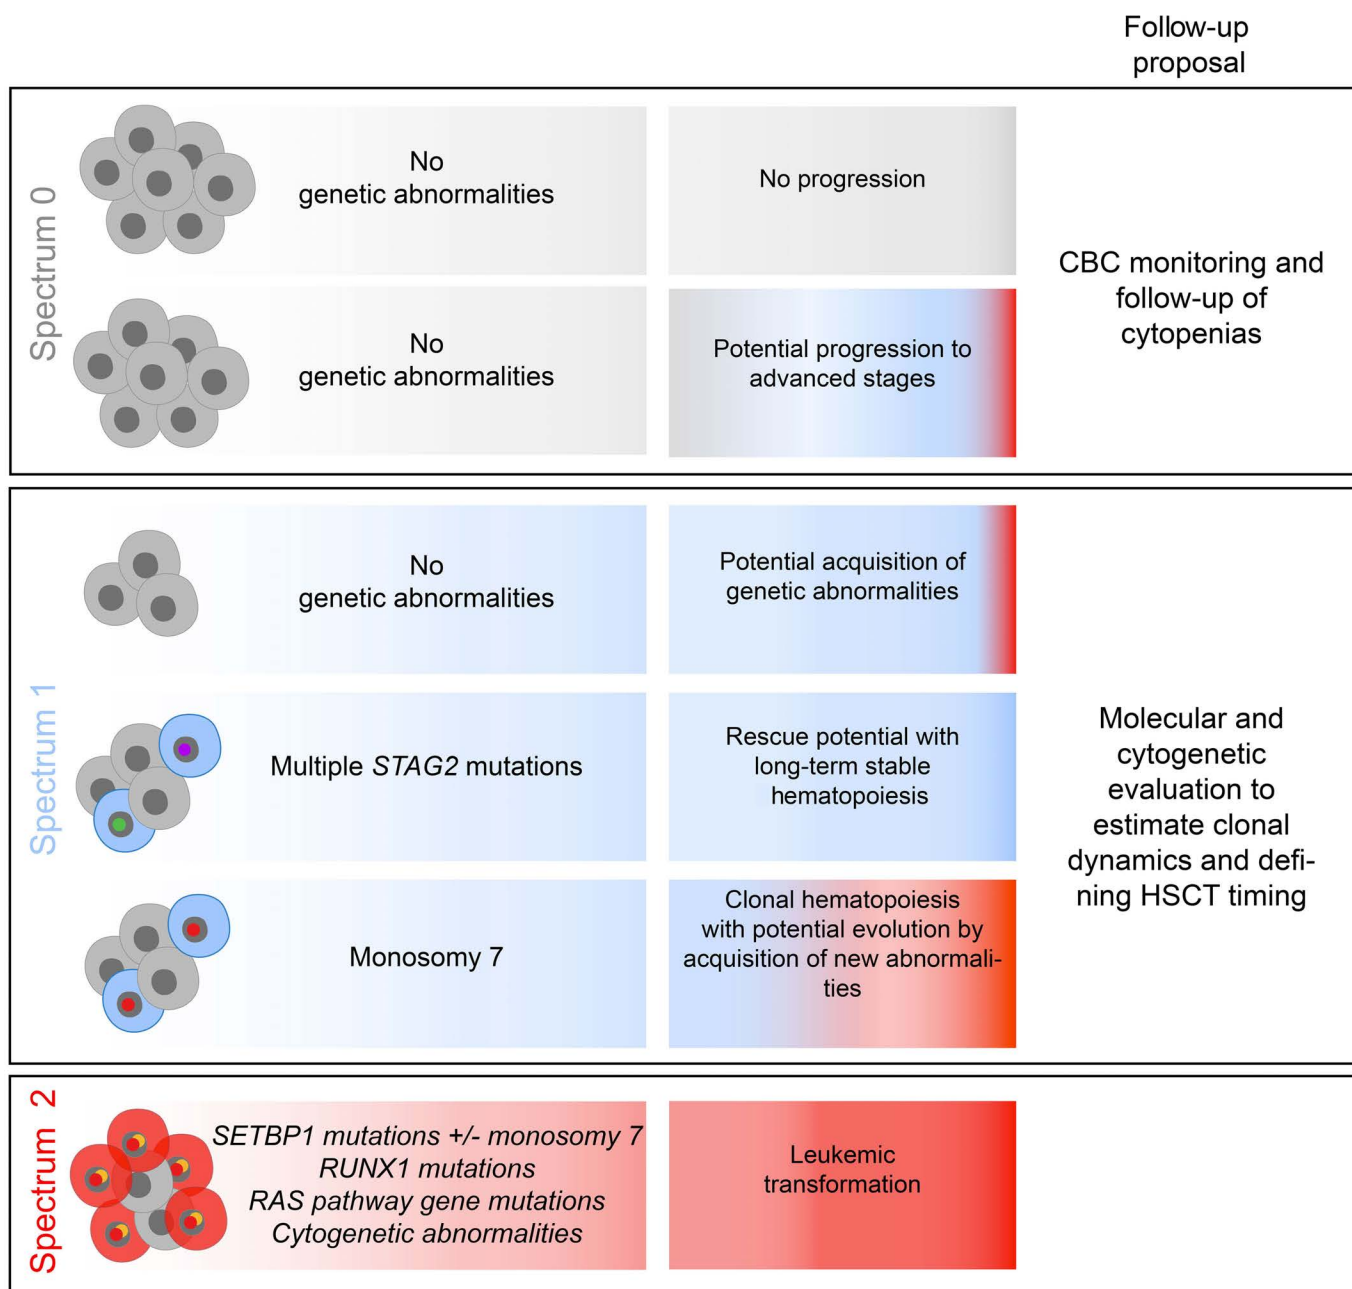 Follow-up
proposal
Spectrum 0
No
genetic abnormalities
No progression
No
genetic abnormalities
Potential progression to
advanced stages
CBC monitoring and
follow-up of
cytopenias
Spectrum 1
No
genetic abnormalities
Potential acquisition of
genetic abnormalities
Multiple STAG2 mutations
Rescue potential with
long-term stable
hematopoiesis
Monosomy 7
Clonal hematopoiesis
with potential evolution by
acquisition of new abnormali-
ties
Molecular and
cytogenetic
evaluation to
estimate clonal
dynamics and defi-
ning HSCT timing
Spectrum 2
SETBP1 mutations +/- monosomy 7
RUNX1 mutations
RAS pathway gene mutations
Cytogenetic abnormalities
Leukemic
transformation